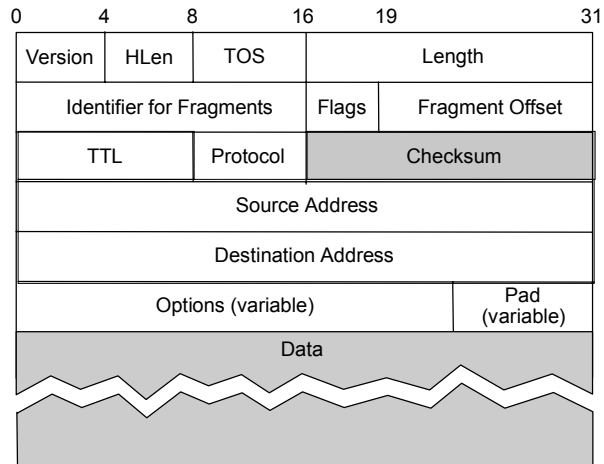 0 4 8 16 19 31
Version HLen TOS Length
Identifier for Fragments Flags Fragment Offset
TTL Protocol Checksum
Source Address
Destination Address
Options (variable) Pad
(variable)
Data